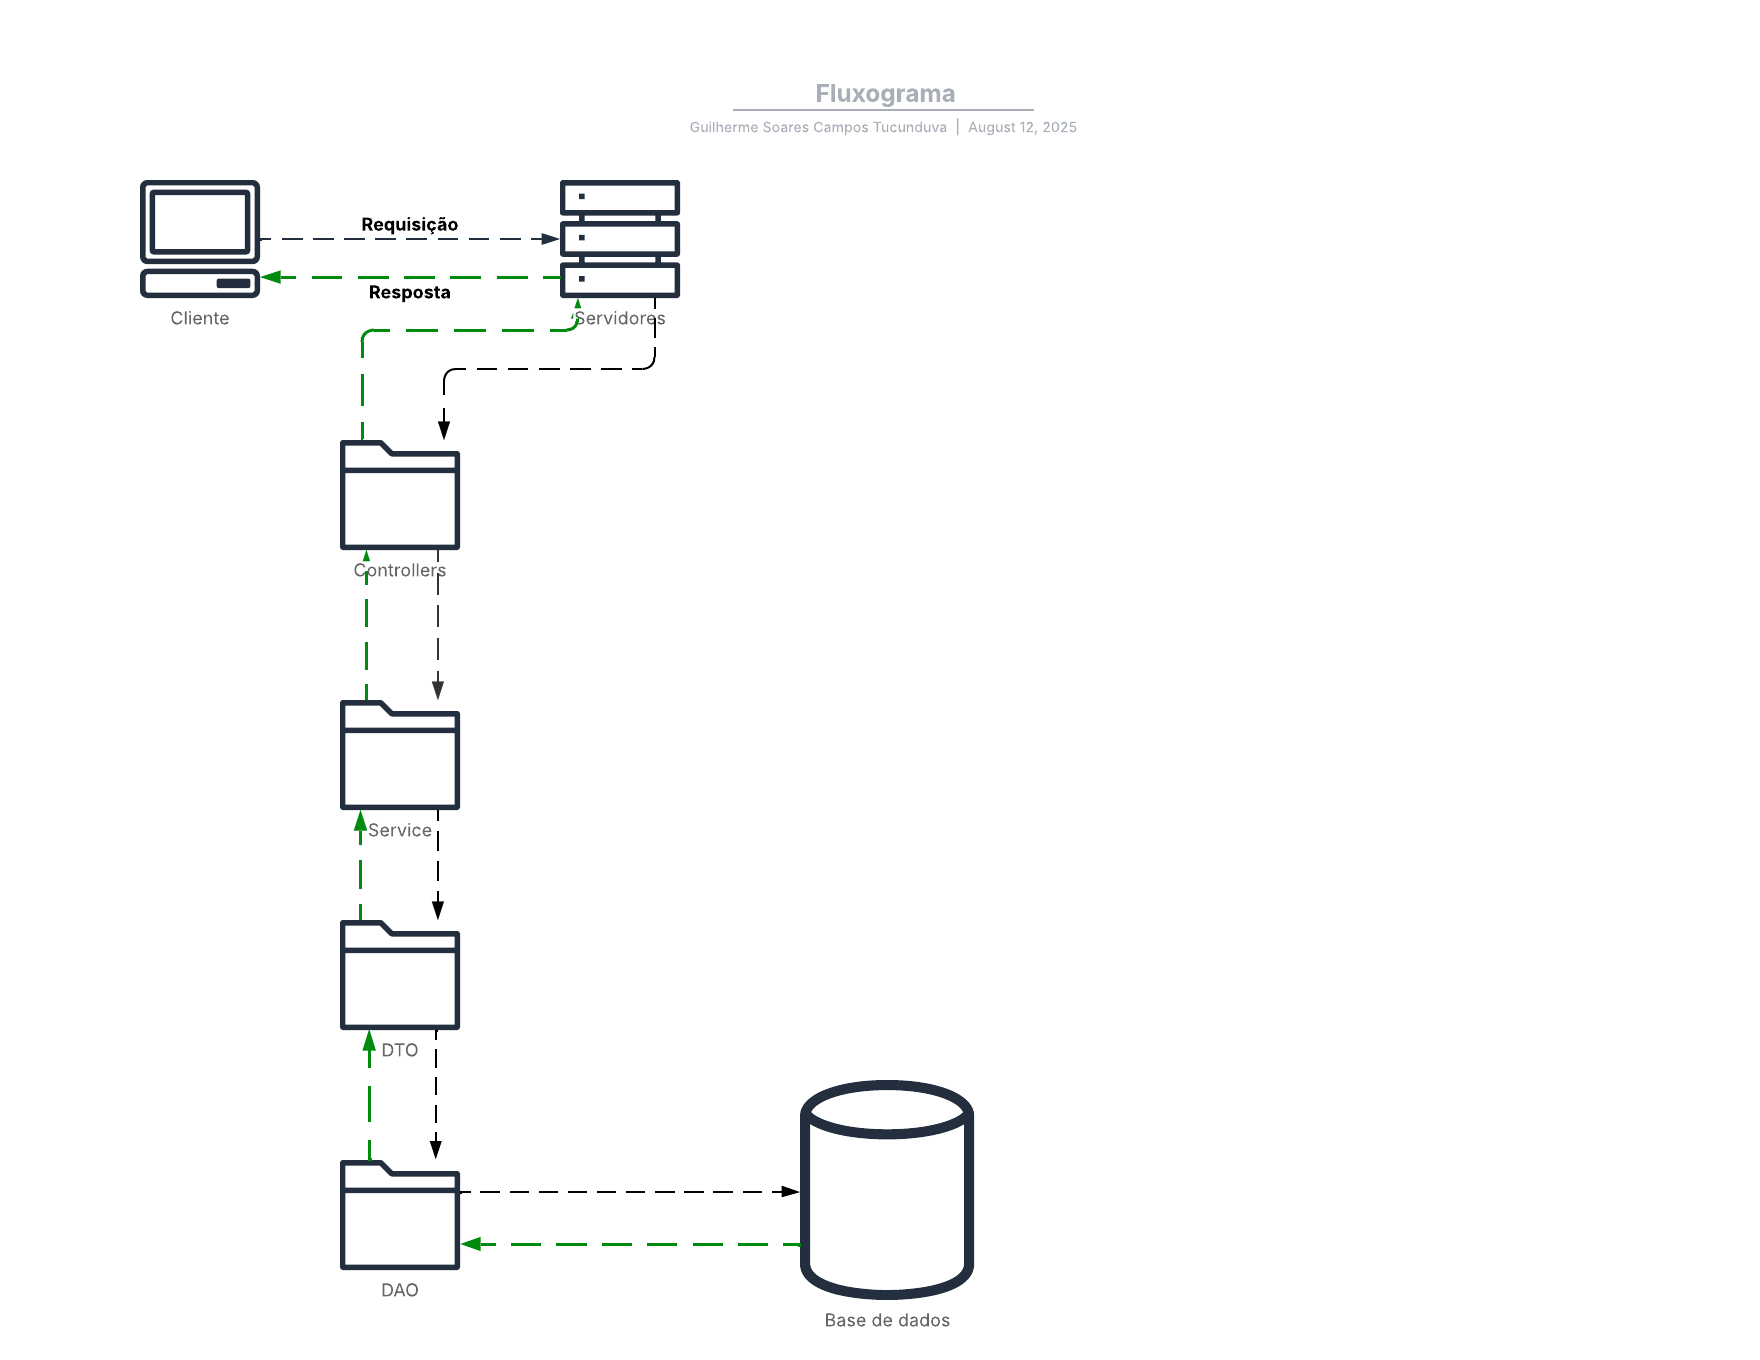 Fluxograma
Guilherme Soares Campos Tucunduva | August 12, 2025
Requisição
Resposta
Cliente
Servidores
Controllers
Service
DTO
DAO
Base de dados